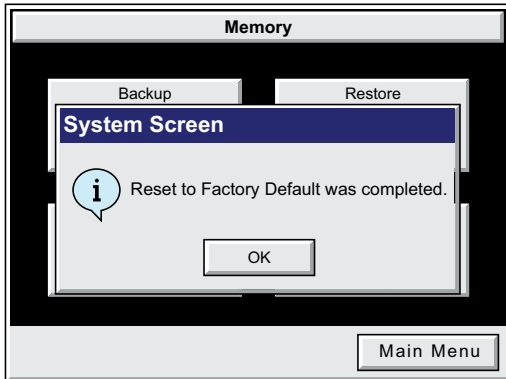 Memory
Backup
Restore
System Screen
i
Reset to Factory Default was completed.
OK
Main Menu